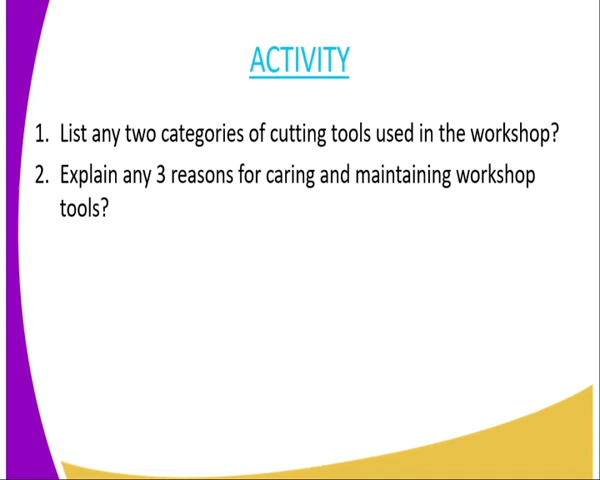 ACTIVITY
1. List any two categories of cutting tools used in the workshop?
2. Explain any 3 reasons for caring and maintaining workshop
tools?